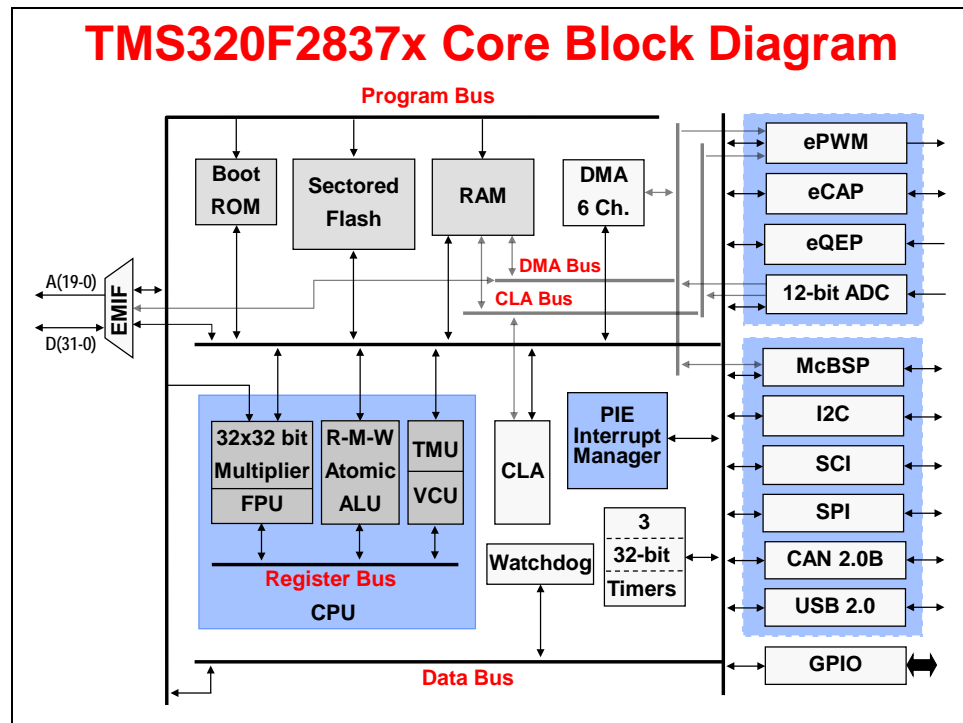 TMS320F2837x Core Block Diagram
Program Bus
Boot
ROM
Sectored
Flash
RAM
DMA
6 Ch.
ePWM
eCAP
eQEP
12-bit ADC
DMA Bus
CLA Bus
A(19-0)
EMIF
D(31-0)
32x32 bit
Multiplier
FPU
R-M-W
Atomic
ALU
TMU
VCU
Register Bus
CPU
CLA
PIE
Interrupt
Manager
3
32-bit
Timers
Watchdog
McBSP
I2C
SCI
SPI
CAN 2.0B
USB 2.0
GPIO
Data Bus